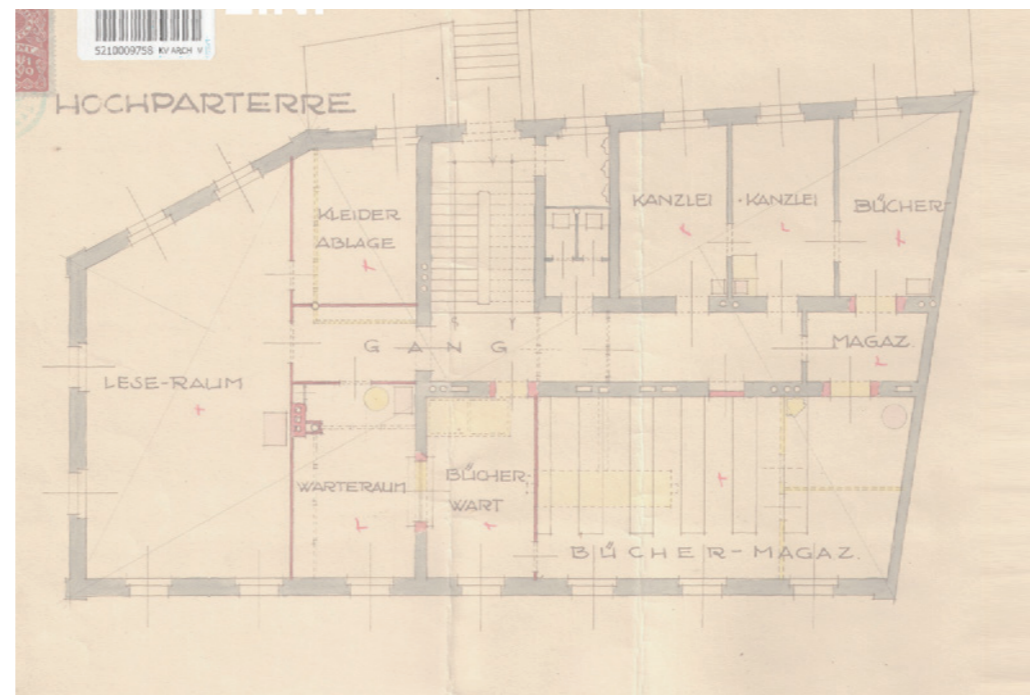 5210009758 KV ARCH V
HOCHPARTERRE
KLEIDER
ABLAGE
KANZLEI
KANZLEI
BÜCHER-
GANG
MAGAZ.
LESE-RAUM
WARTERAUM
BÜCHER-
WART
BÜCHER-MAGAZ.